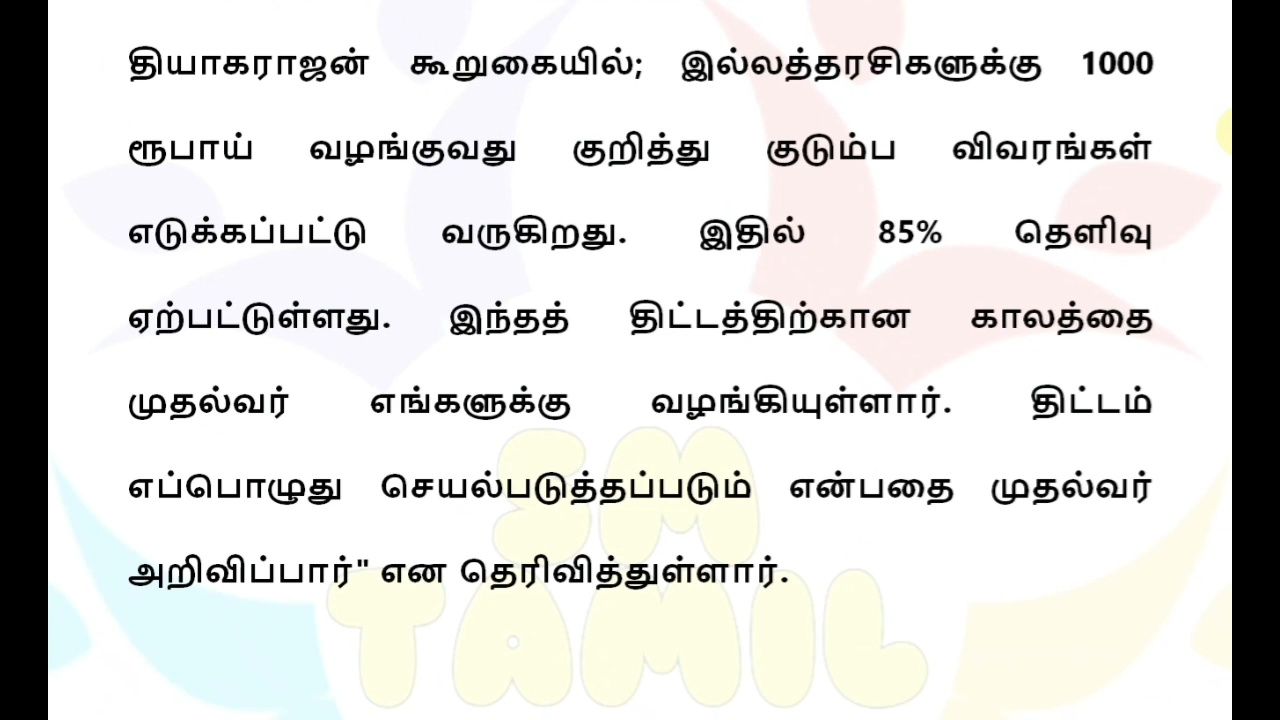 தியாகராஜன் கூறுகையில்; இல்லத்தரசிகளுக்கு 1000
ரூபாய் வழங்குவது குறித்து குடும்ப விவரங்கள்
எடுக்கப்பட்டு வருகிறது. இதில் 85% தெளிவு
ஏற்பட்டுள்ளது. இந்தத் திட்டத்திற்கான காலத்தை
முதல்வர் எங்களுக்கு வழங்கியுள்ளார். திட்டம்
எப்பொழுது செயல்படுத்தப்படும் என்பதை முதல்வர்
அறிவிப்பார்" என தெரிவித்துள்ளார்.
SM
TAMIL